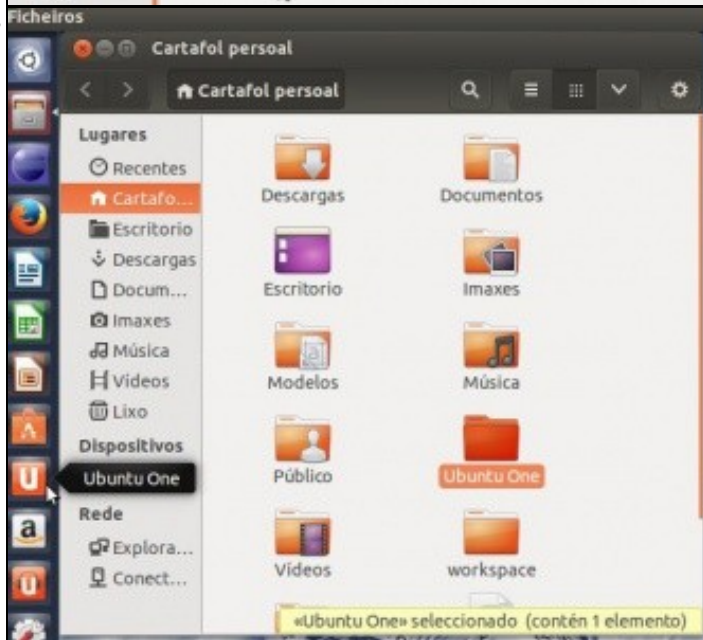 Ficheiros
Cartafol persoal
Cartafol persoal
Lugares
Recentes
Cartafo...
Escritorio
Descargas
Docum...
Imaxes
Música
Vídeos
Lixo
Dispositivos
Ubuntu One
Rede
Explora...
Conect...
Descargas
Documentos
Escritorio
Imaxes
Modelos
Música
Público
Ubuntu One
Vídeos
workspace
«Ubuntu One» seleccionado (contén 1 elemento)